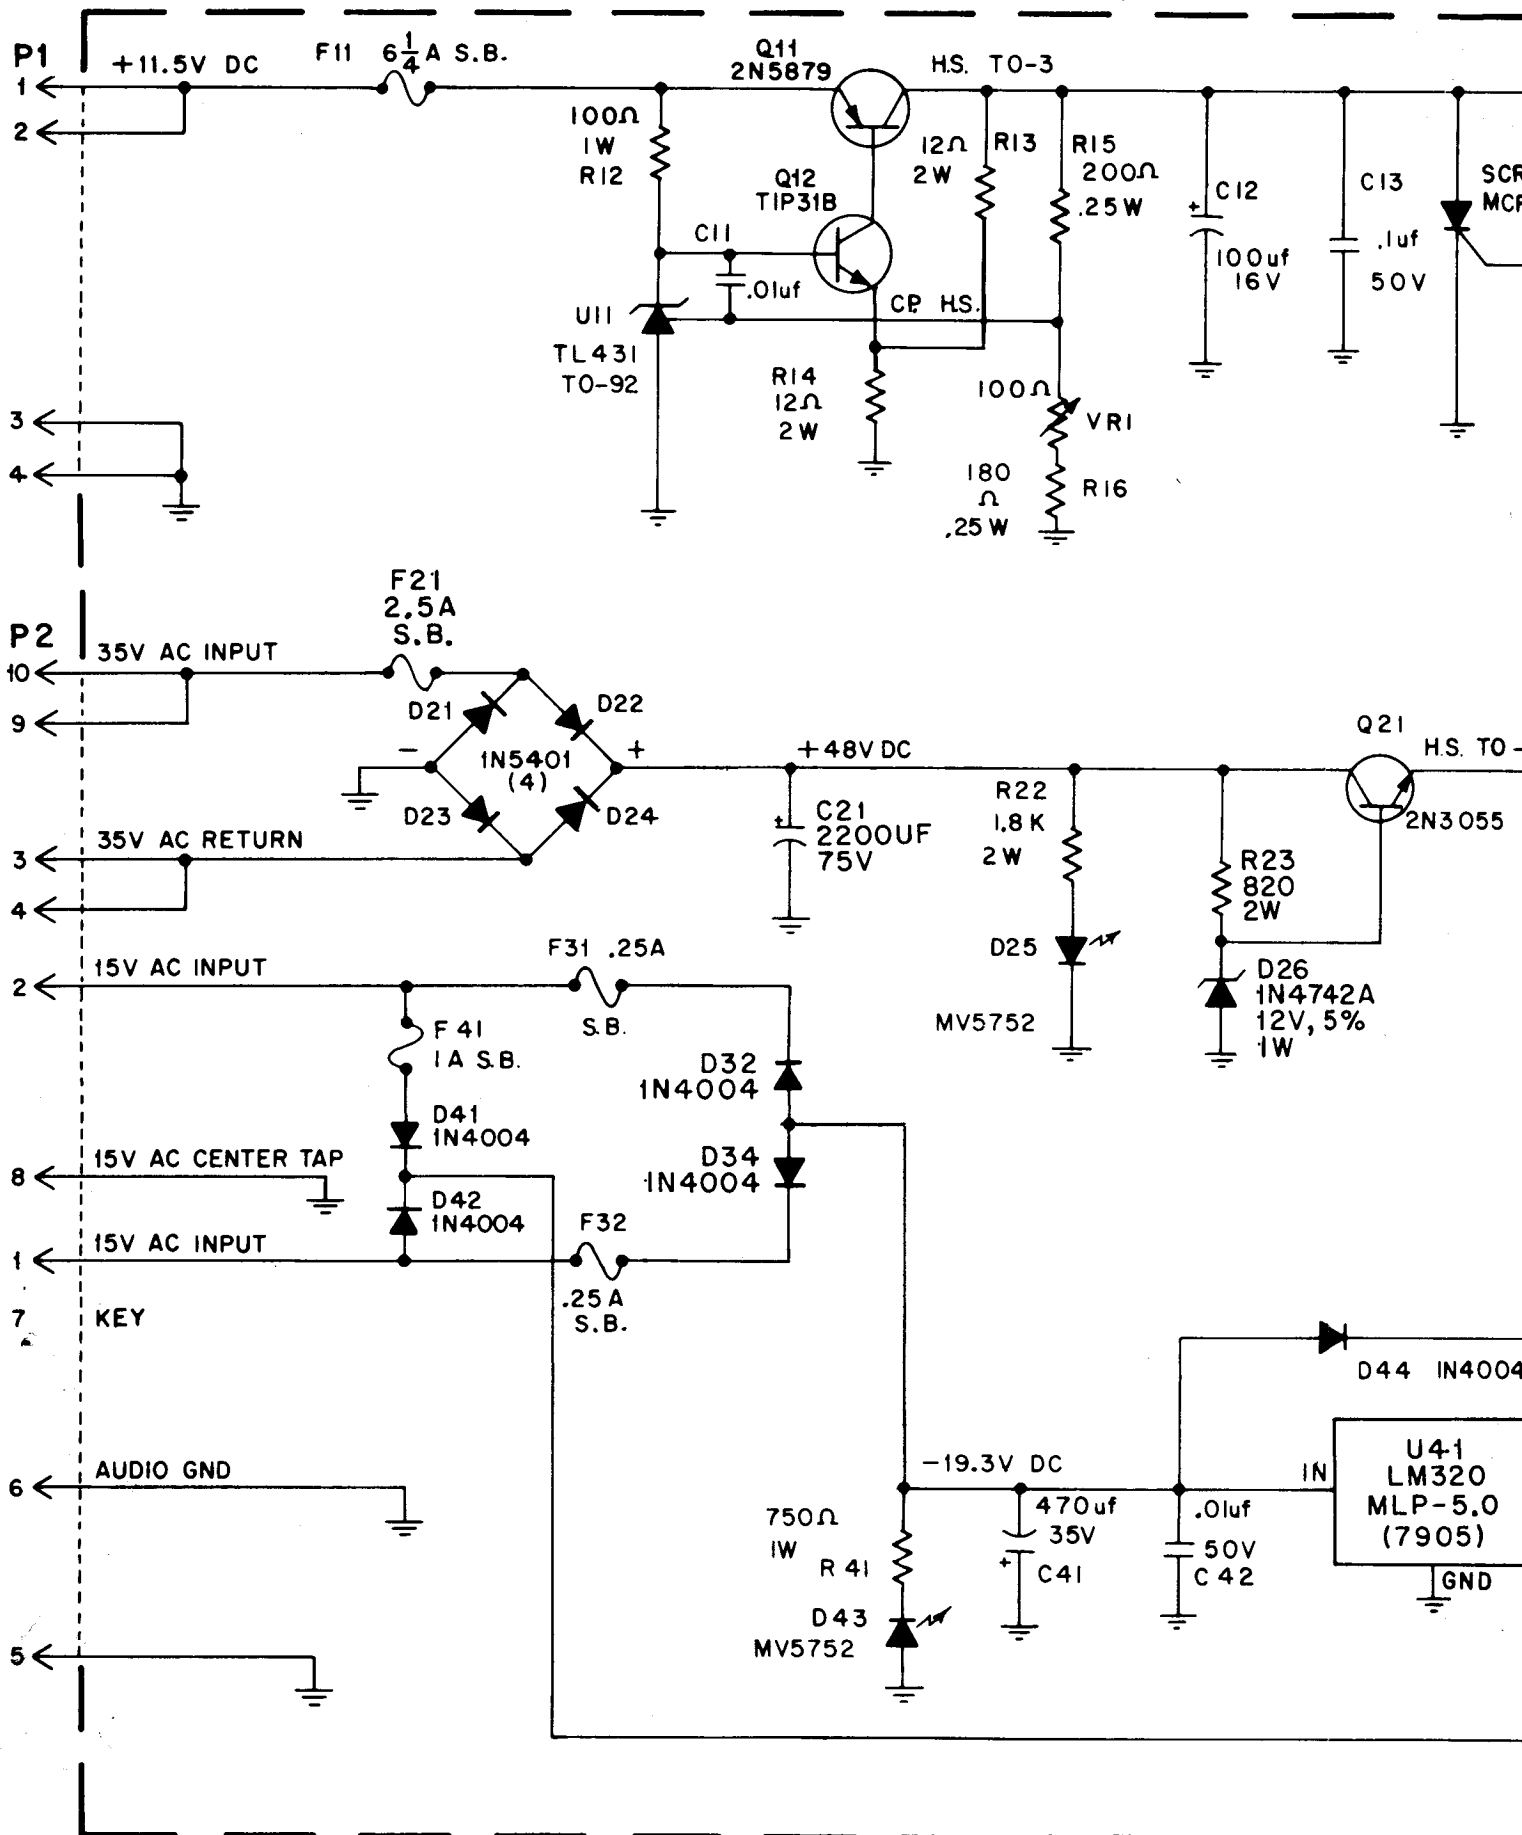 P1
+11.5V DC
F11 6 1/4 A S.B.
Q11
2N5879
H.S. TO-3
1
2
100Ω
1W
R12
Q12
TIP31B
12Ω
2W
R13
R15
200Ω
.25W
C12
100uf
16V
C13
.1uf
50V
SCR
MCR
C11
.01uf
U11
TL431
TO-92
CP. H.S.
R14
12Ω
2W
100Ω
VR1
180
Ω
.25W
R16
3
4
F21
2.5A
S.B.
P2
10
35V AC INPUT
9
D21
D22
1N5401
(4)
-
+
D23
D24
+48V DC
C21
2200UF
75V
+
R22
1.8K
2W
Q21
H.S. TO-
2N3055
R23
820
2W
35V AC RETURN
3
4
D25
MV5752
D26
1N4742A
12V, 5%
1W
15V AC INPUT
2
F31 .25A
S.B.
F41
1A S.B.
D32
1N4004
D41
1N4004
D34
1N4004
8
15V AC CENTER TAP
D42
1N4004
F32
1
15V AC INPUT
.25A
S.B.
7
KEY
D44 1N4004
-19.3V DC
IN
U41
LM320
MLP-5.0
(7905)
GND
6
AUDIO GND
750Ω
1W
R41
470uf
35V
+
C41
.01uf
50V
C42
D43
MV5752
5